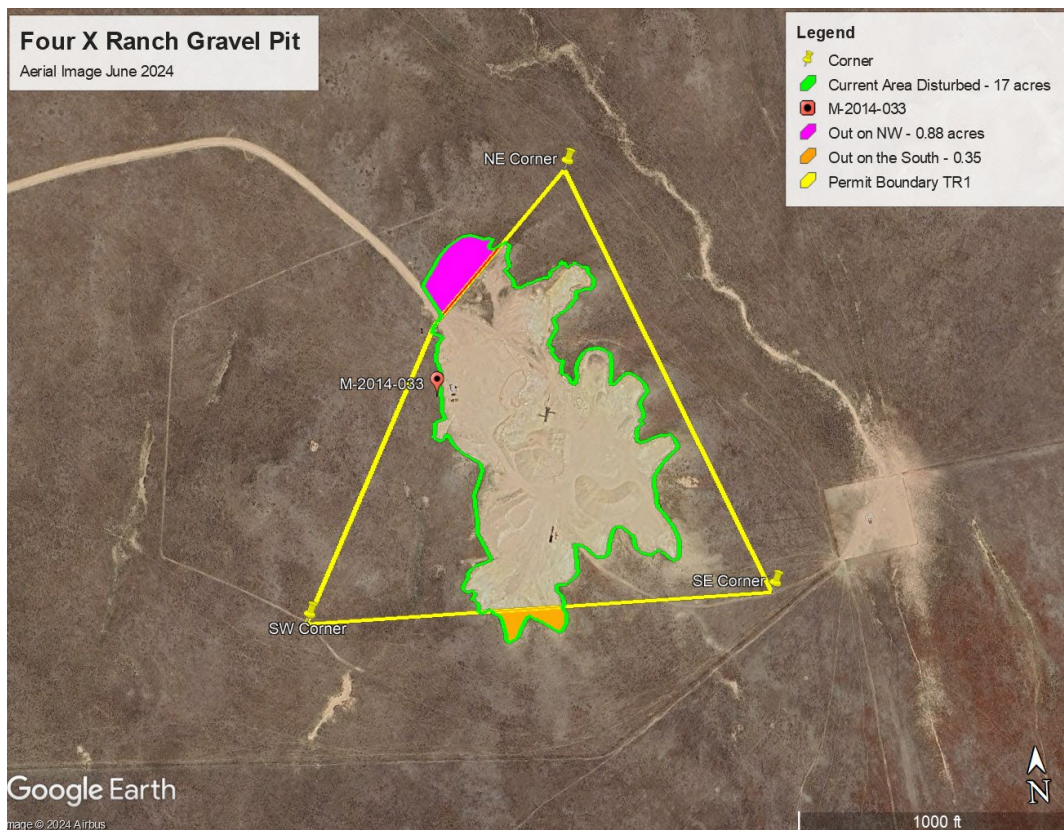 Four X Ranch Gravel Pit
Aerial Image June 2024
Legend
Corner
Current Area Disturbed - 17 acres
M-2014-033
Out on NW - 0.88 acres
Out on the South - 0.35
Permit Boundary TR1
NE Corner
M-2014-033
SE Corner
SW Corner
Google Earth
N
mage © 2024 Airbus
1000 ft